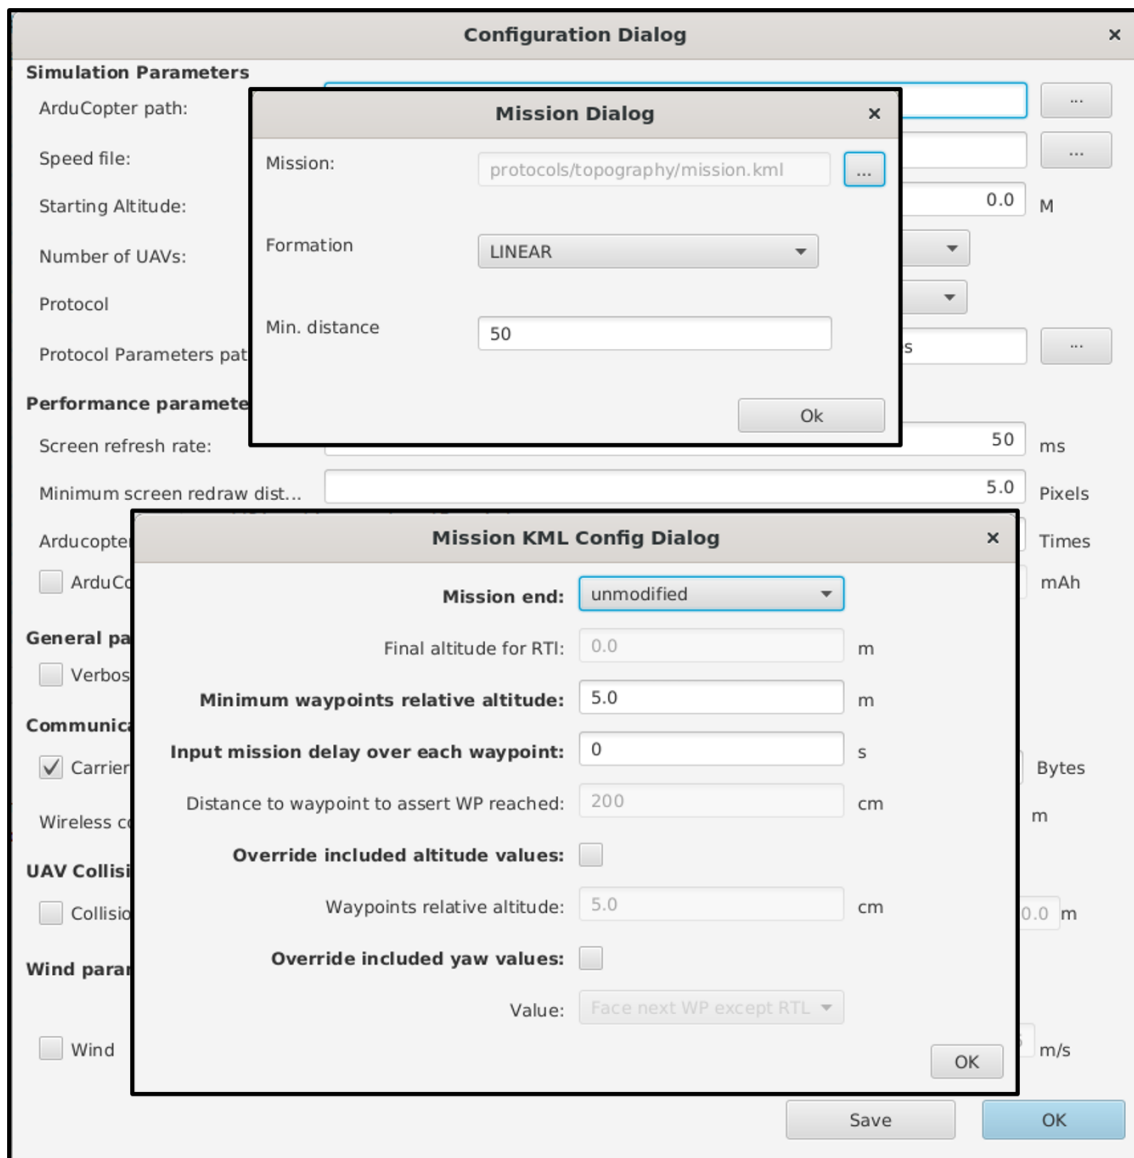 Configuration Dialog ×
Simulation Parameters
ArduCopter path: ...
Speed file: ...
Starting Altitude: 0.0 M
Number of UAVs:
Protocol
Protocol Parameters pat s ...
Performance paramete
Screen refresh rate: 50 ms
Minimum screen redraw dist... 5.0 Pixels
Arducopte Times
ArduCo mAh
General pa
Verbos
Communica
Carrier Bytes
Wireless co m
UAV Collisi
Collisio 0.0 m
Wind parar
Wind m/s
Save OK
Mission Dialog ×
Mission: protocols/topography/mission.kml ...
Formation LINEAR
Min. distance 50
Ok
Mission KML Config Dialog ×
Mission end: unmodified
Final altitude for RTl: 0.0 m
Minimum waypoints relative altitude: 5.0 m
Input mission delay over each waypoint: 0 s
Distance to waypoint to assert WP reached: 200 cm
Override included altitude values:
Waypoints relative altitude: 5.0 cm
Override included yaw values:
Value: Face next WP except RTL
OK